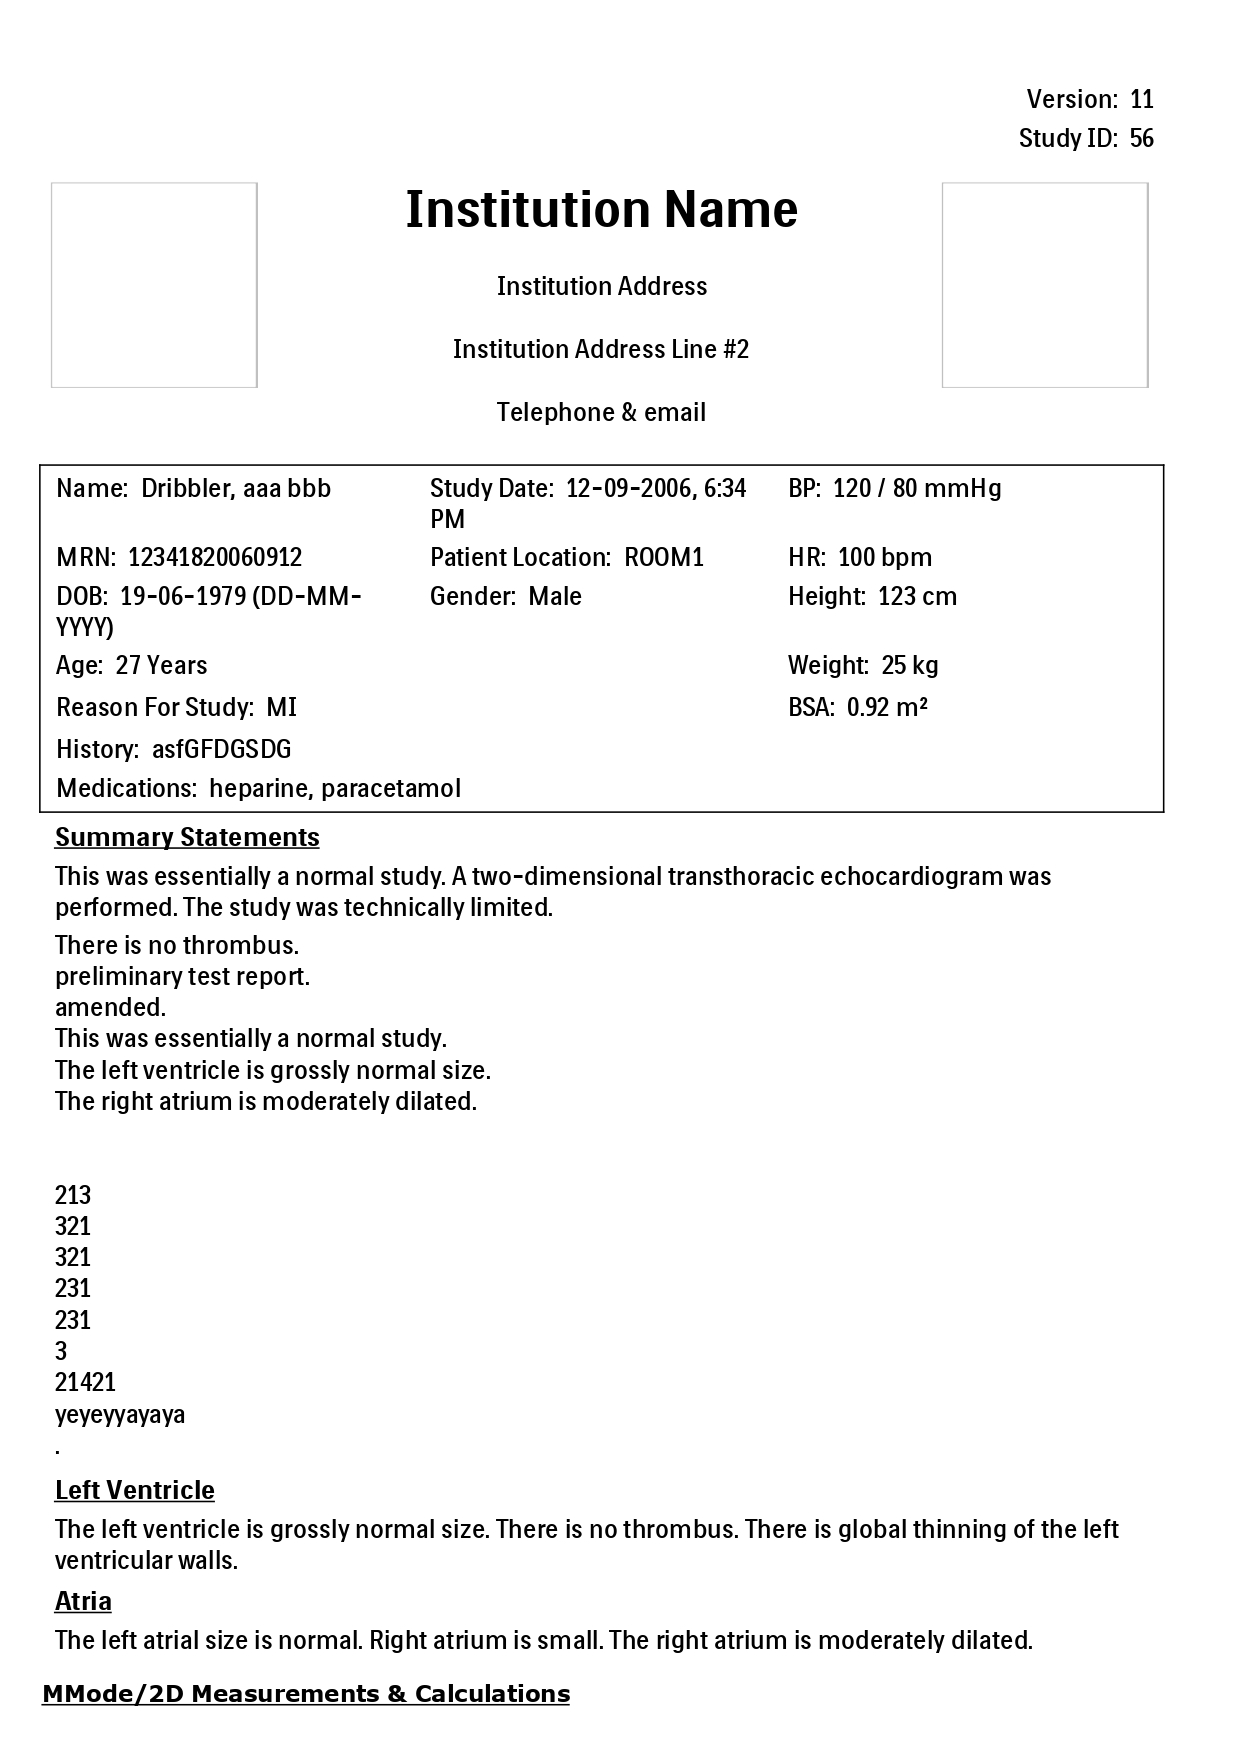 Version: 11
Study ID: 56
Institution Name
Institution Address
Institution Address Line #2
Telephone & email
Name: Dribbler, aaa bbb
Study Date: 12-09-2006, 6:34
PM
BP: 120 / 80 mmHg
MRN: 12341820060912
Patient Location: ROOM1
HR: 100 bpm
DOB: 19-06-1979 (DD-MM-
YYYY)
Gender: Male
Height: 123 cm
Age: 27 Years
Weight: 25 kg
Reason For Study: MI
BSA: 0.92 m²
History: asfGFDGSDG
Medications: heparine, paracetamol
Summary Statements
This was essentially a normal study. A two-dimensional transthoracic echocardiogram was
performed. The study was technically limited.
There is no thrombus.
preliminary test report.
amended.
This was essentially a normal study.
The left ventricle is grossly normal size.
The right atrium is moderately dilated.
213
321
321
231
231
3
21421
yeyeyyayaya
.
Left Ventricle
The left ventricle is grossly normal size. There is no thrombus. There is global thinning of the left
ventricular walls.
Atria
The left atrial size is normal. Right atrium is small. The right atrium is moderately dilated.
MMode/2D Measurements & Calculations